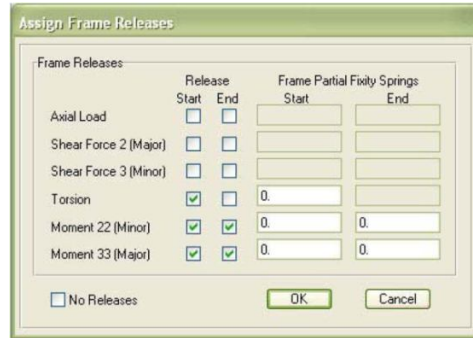 Assign Frame Releases
Frame Releases
Release Frame Partial Fixity Springs
Start End Start End
Axial Load
Shear Force 2 (Major)
Shear Force 3 (Minor)
Torsion 0.
Moment 22 (Minor) 0. 0.
Moment 33 (Major) 0. 0.
No Releases OK Cancel